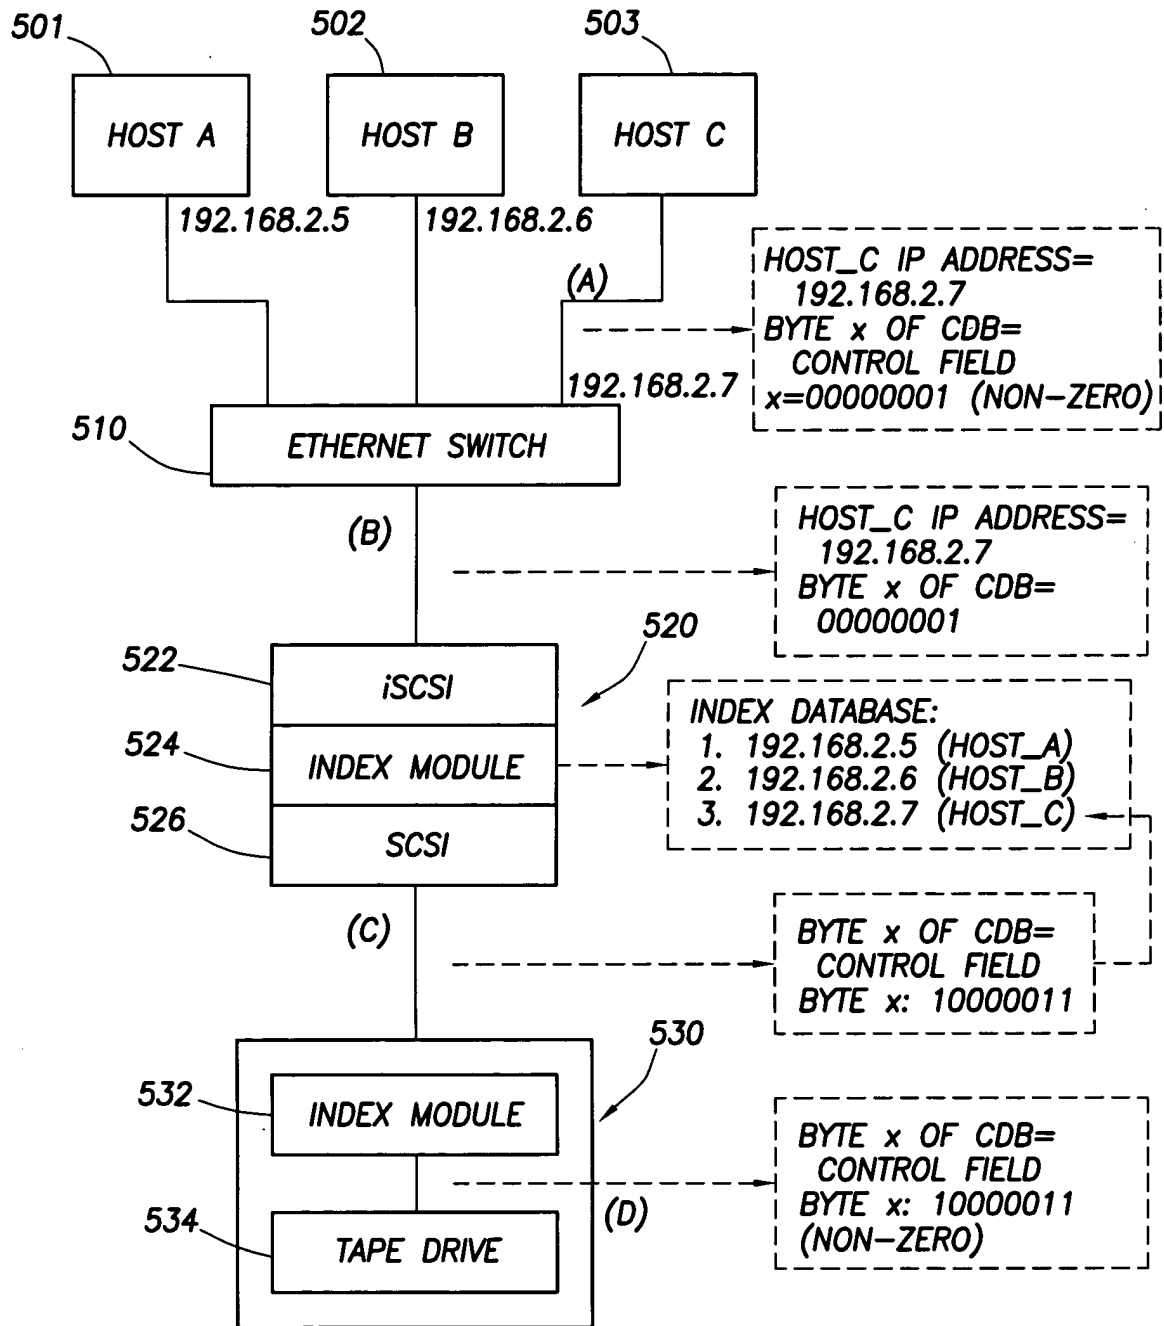 501
502
503
HOST A
HOST B
HOST C
192.168.2.5
192.168.2.6
(A)
192.168.2.7
HOST_C IP ADDRESS=
192.168.2.7
BYTE x OF CDB=
CONTROL FIELD
x=00000001 (NON-ZERO)
510
ETHERNET SWITCH
(B)
HOST_C IP ADDRESS=
192.168.2.7
BYTE x OF CDB=
00000001
520
522
iSCSI
524
INDEX MODULE
526
SCSI
INDEX DATABASE:
1. 192.168.2.5 (HOST_A)
2. 192.168.2.6 (HOST_B)
3. 192.168.2.7 (HOST_C)
(C)
BYTE x OF CDB=
CONTROL FIELD
BYTE x: 10000011
530
532
INDEX MODULE
534
TAPE DRIVE
(D)
BYTE x OF CDB=
CONTROL FIELD
BYTE x: 10000011
(NON-ZERO)